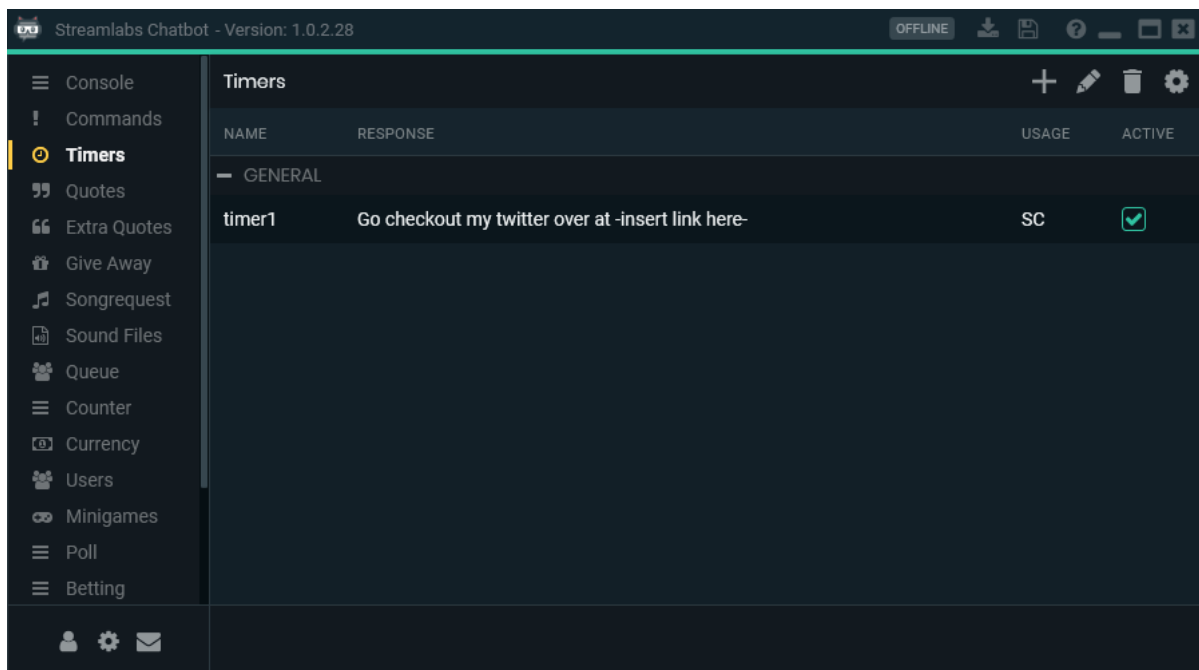 Streamlabs Chatbot - Version: 1.0.2.28
OFFLINE
Console
Commands
Timers
Quotes
Extra Quotes
Give Away
Songrequest
Sound Files
Queue
Counter
Currency
Users
Minigames
Poll
Betting
Timers
NAME RESPONSE USAGE ACTIVE
GENERAL
timer1 Go checkout my twitter over at -insert link here- SC